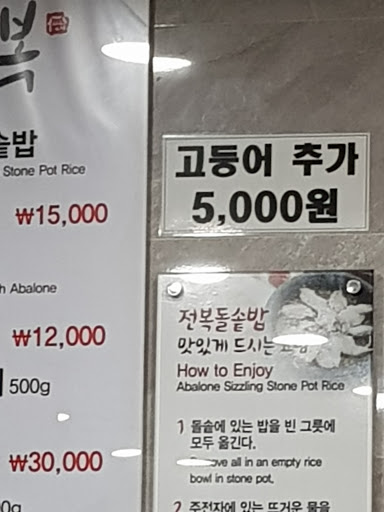 복
솥밥
Stone Pot Rice
₩15,000
Abalone
₩12,000
500g
₩30,000
고등어 추가
5,000원
전복돌솥밥
맛있게 드시는
How to Enjoy
Abalone Sizzling Stone Pot Rice
1 돌솥에 있는 밥을 빈 그릇에
모두 옮긴다.
all in an empty rice
bowl in stone pot.
2 주전자에 있는 뜨거운 물을